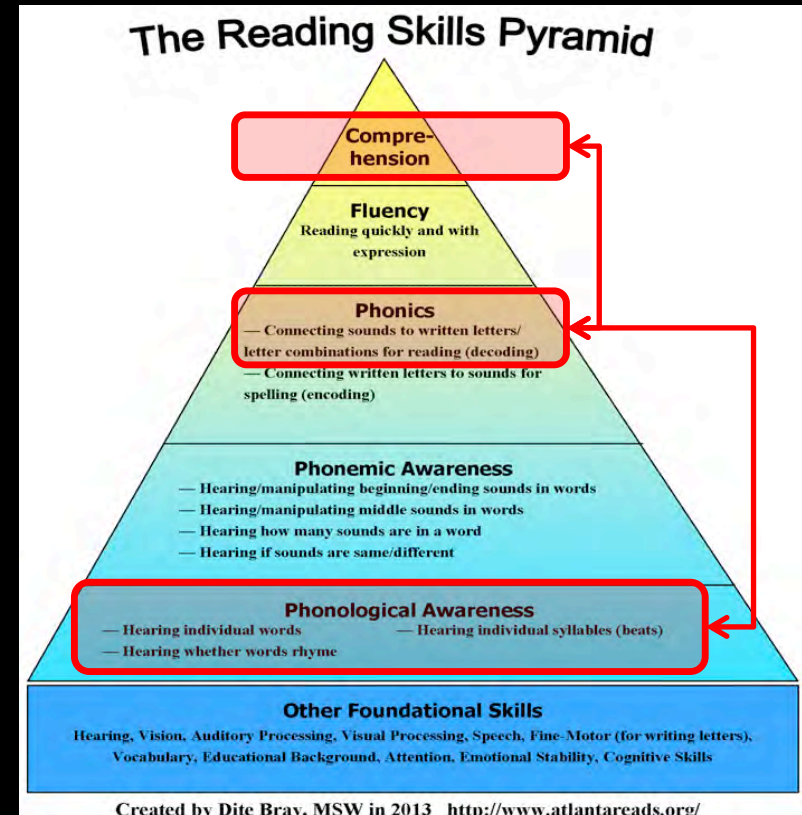 The Reading Skills Pyramid
Compre-
hension
Fluency
Reading quickly and with
expression
Phonics
— Connecting sounds to written letters/
letter combinations for reading (decoding)
— Connecting written letters to sounds for
spelling (encoding)
Phonemic Awareness
— Hearing/manipulating beginning/ending sounds in words
— Hearing/manipulating middle sounds in words
— Hearing how many sounds are in a word
— Hearing if sounds are same/different
Phonological Awareness
— Hearing individual words — Hearing individual syllables (beats)
— Hearing whether words rhyme
Other Foundational Skills
Hearing, Vision, Auditory Processing, Visual Processing, Speech, Fine-Motor (for writing letters),
Vocabulary, Educational Background, Attention, Emotional Stability, Cognitive Skills
Created by Dite Bray, MSW in 2013 http://www.atlantareads.org/